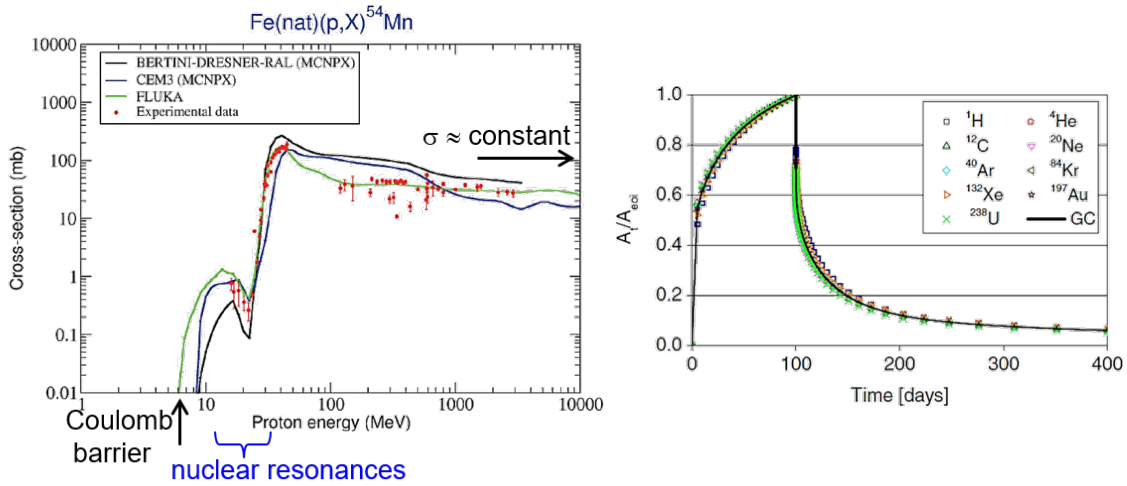 Fe(nat)(p,X)⁵⁴Mn
10000
1000
100
10
1
0.1
0.01
Cross-section (mb)
BERTINI-DRESNER-RAL (MCNPX)
CEM3 (MCNPX)
FLUKA
Experimental data
σ ≈ constant
1
10
100
1000
10000
Proton energy (MeV)
Coulomb
barrier
nuclear resonances
1.0
0.8
0.6
0.4
0.2
0.0
Aₜ/Aₑₒᵢ
¹H
⁴He
¹²C
²⁰Ne
⁴⁰Ar
⁸⁴Kr
¹³²Xe
¹⁹⁷Au
²³⁸U
GC
0
100
200
300
400
Time [days]